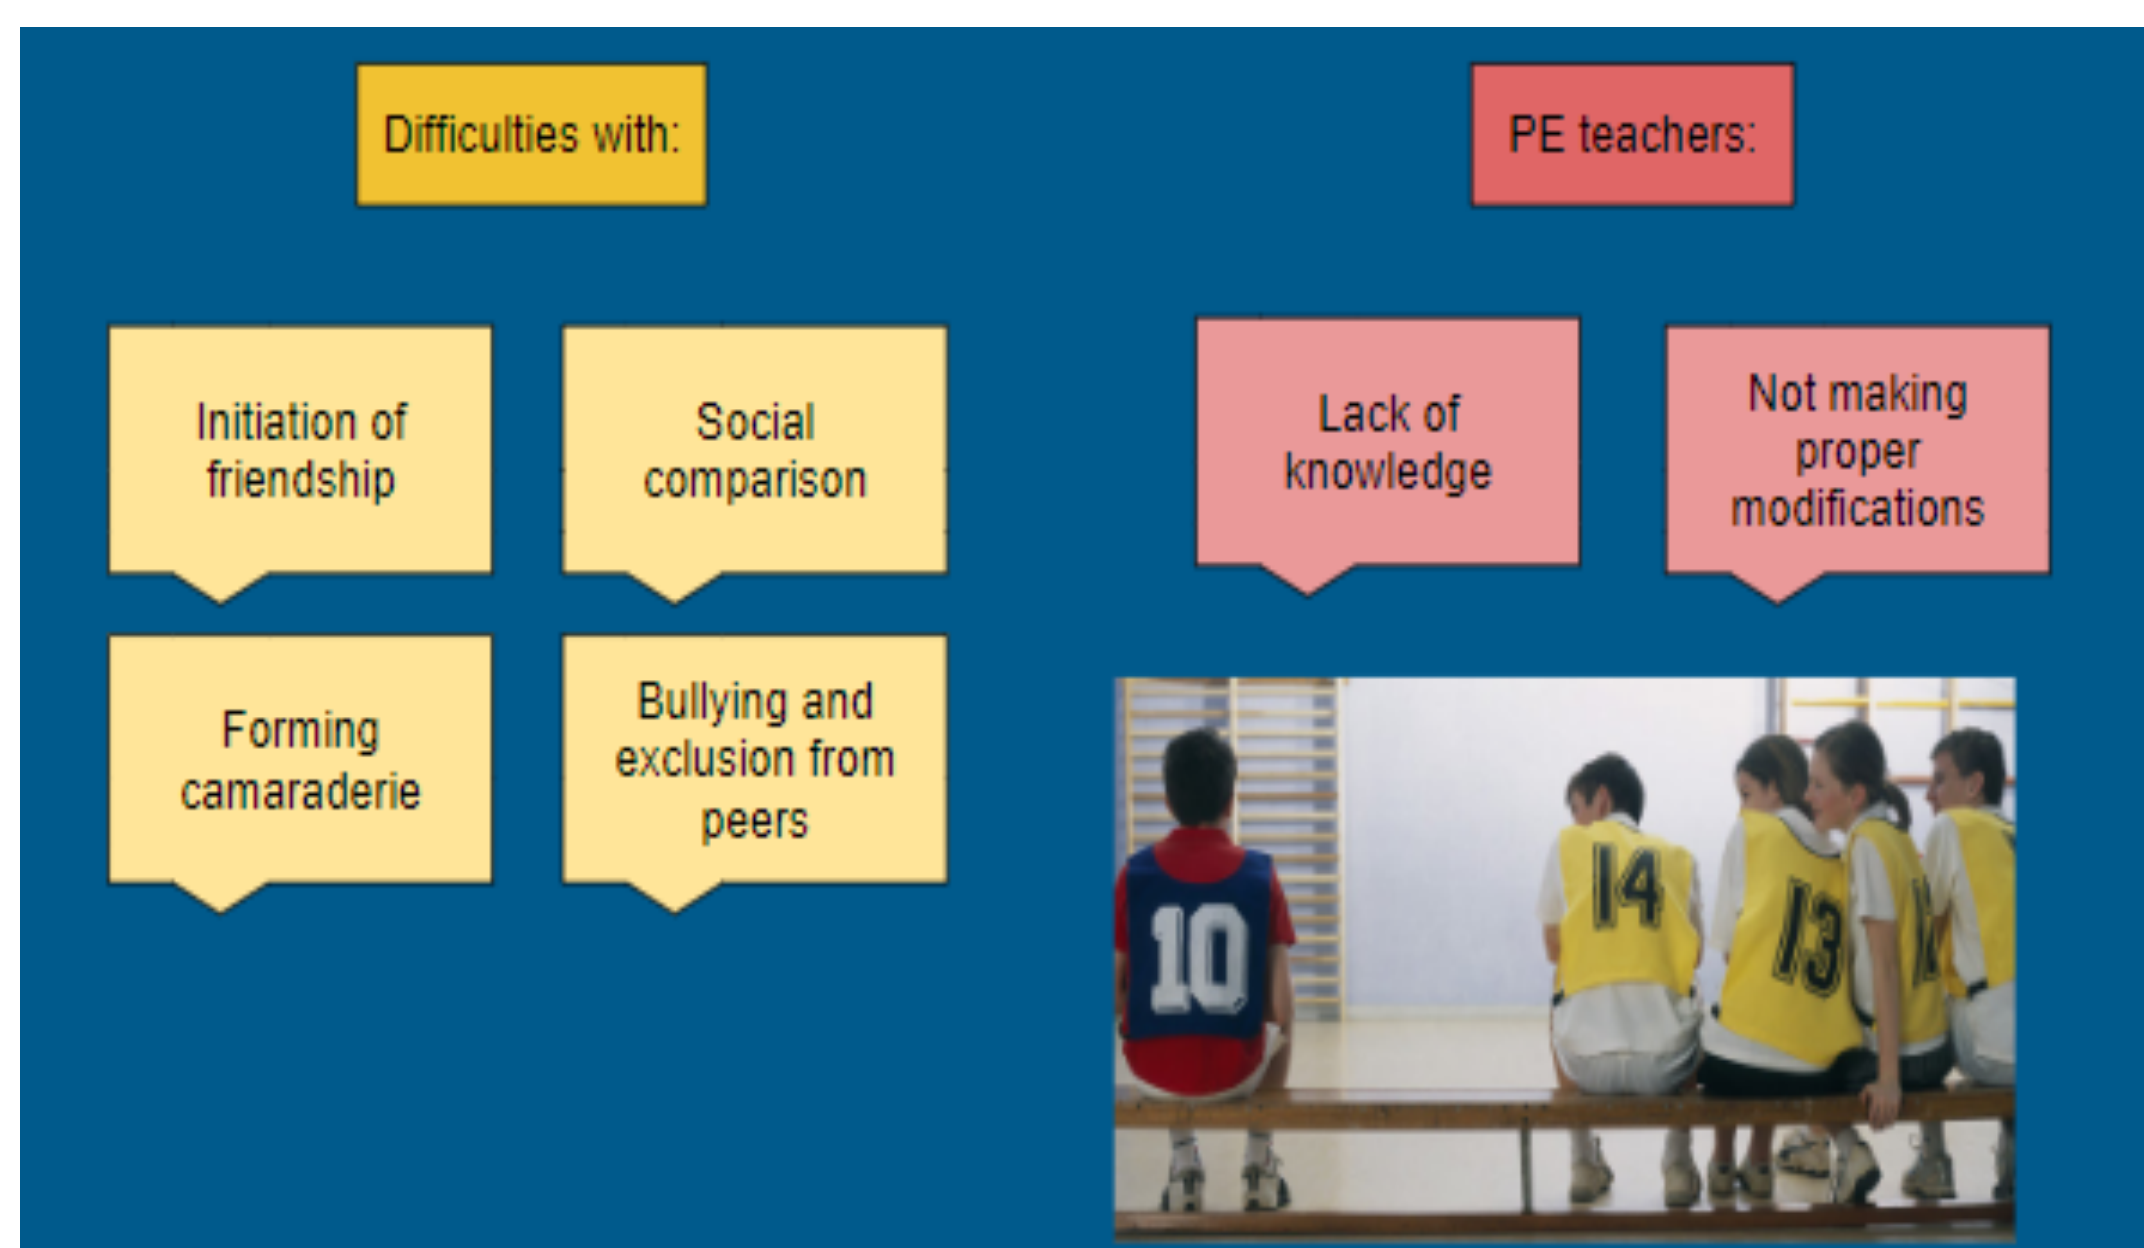 Difficulties with:
PE teachers:
Initiation of
friendship
Social
comparison
Forming
camaraderie
Bullying and
exclusion from
peers
Lack of
knowledge
Not making
proper
modifications
10
14
13